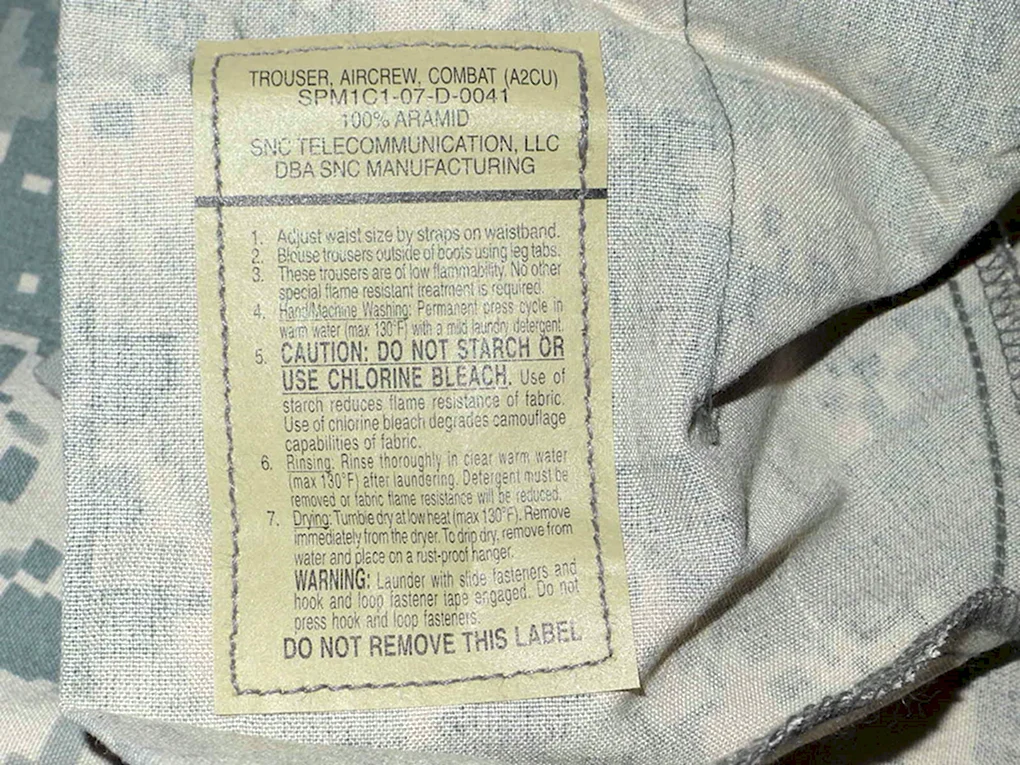 TROUSER, AIRCREW, COMBAT (A2CU)
SPM1C1-07-D-0041
100% ARAMID
SNC TELECOMMUNICATION, LLC
DBA SNC MANUFACTURING
1. Adjust waist size by straps on waistband.
2. Blouse trousers outside of boots using leg tabs.
3. These trousers are of low flammability. No other
special flame resistant treatment is required.
4. Hand/Machine Washing: Permanent press cycle in
warm water (max 130°F) with a mild laundry detergent.
5. CAUTION: DO NOT STARCH OR
USE CHLORINE BLEACH. Use of
starch reduces flame resistance of fabric.
Use of chlorine bleach degrades camouflage
capabilities of fabric.
6. Rinsing: Rinse thoroughly in clear warm water
(max 130°F) after laundering. Detergent must be
removed or fabric flame resistance will be reduced.
7. Drying: Tumble dry at low heat (max 130°F). Remove
immediately from the dryer. To drip dry, remove from
water and place on a rust-proof hanger.
WARNING: Launder with slide fasteners and
hook and loop fastener tape engaged. Do not
press hook and loop fasteners.
DO NOT REMOVE THIS LABEL